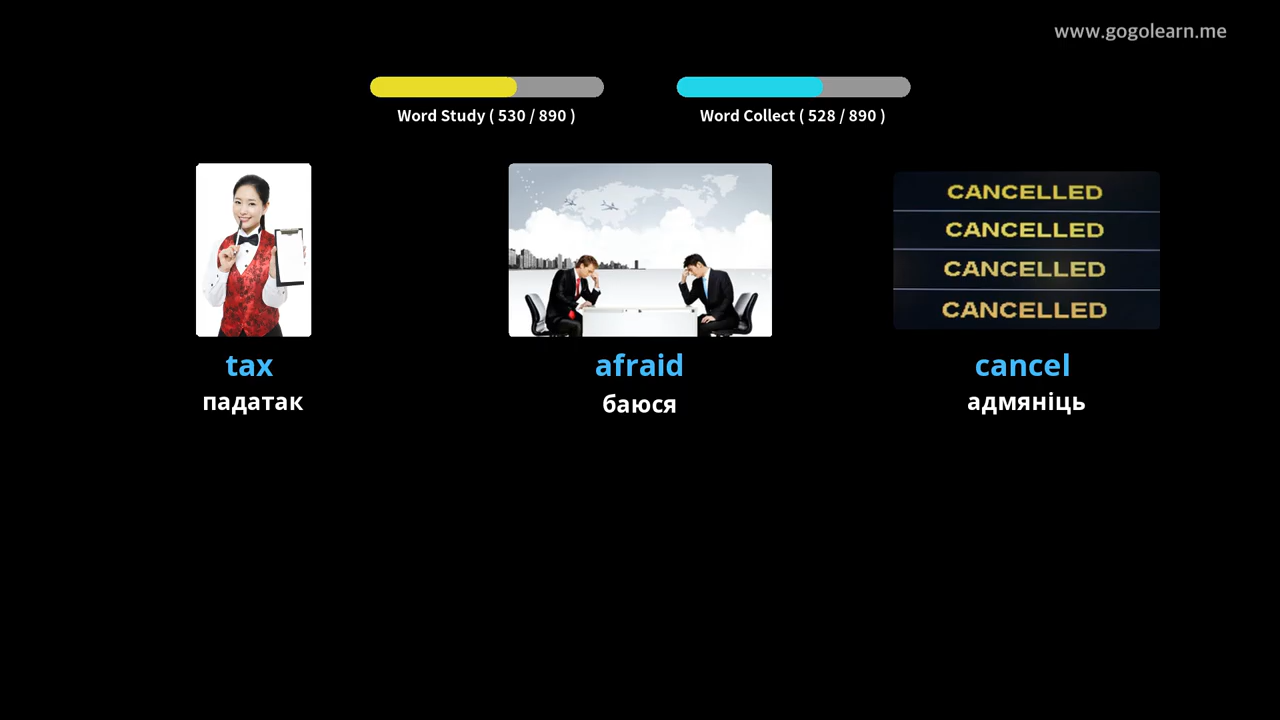 www.gogolearn.me
Word Study ( 530 / 890 )
Word Collect ( 528 / 890 )
CANCELLED
CANCELLED
CANCELLED
CANCELLED
tax
afraid
cancel
падатак
баюся
адмяніць